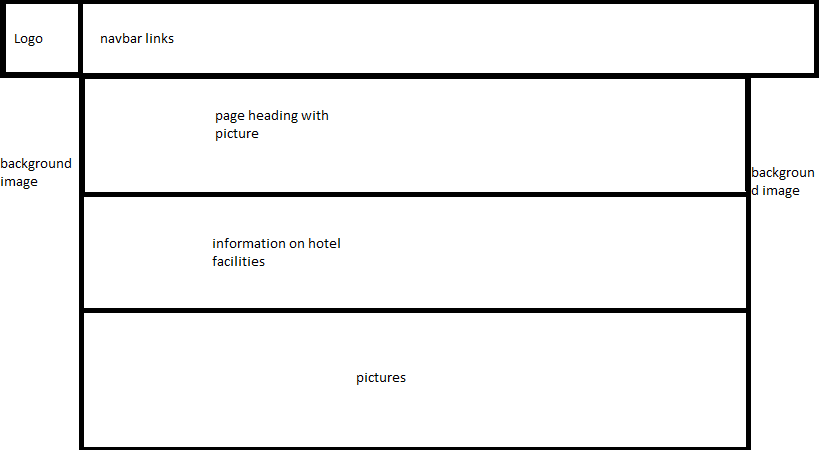 Logo
navbar links
page heading with
picture
background
image
backgroun
d image
information on hotel
facilities
pictures